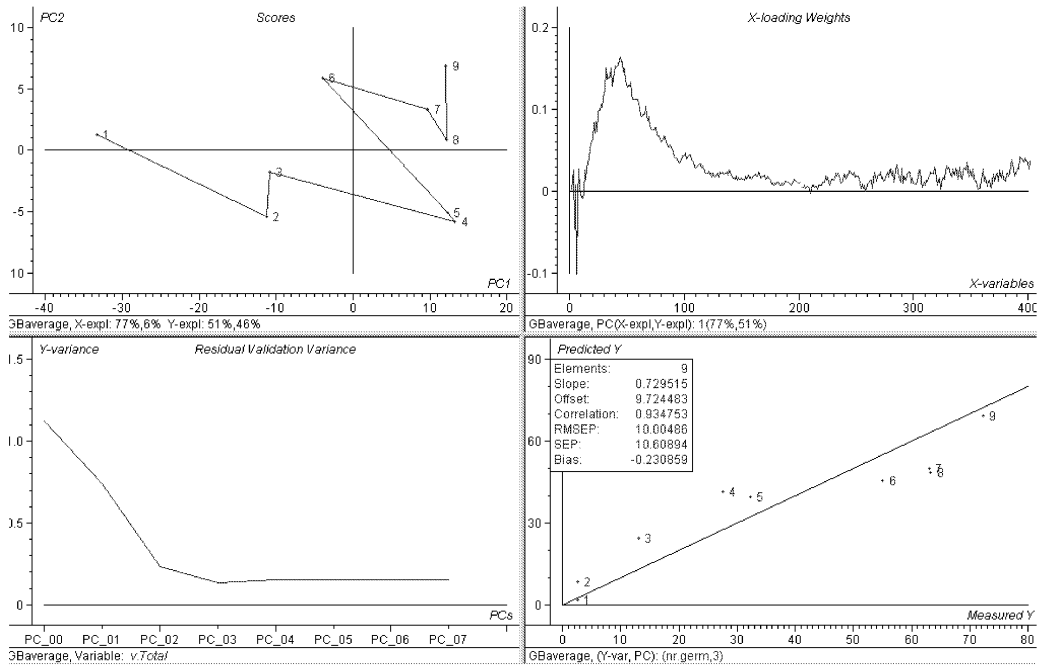 PC2
Scores
10
5
0
-5
10
-40
-30
-20
-10
0
10
20
PC1
1
2
3
4
5
6
7
8
9
GBaverage, X-expl: 77%,6% Y-expl: 51%,46%
X-loading Weights
0.2
0.1
0
-0.1
0
100
200
300
400
X-variables
GBaverage, PC(X-expl,Y-expl): 1(77%,51%)
Y-variance
Residual Validation Variance
1.5
1.0
0.5
0
PCs
PC_00
PC_01
PC_02
PC_03
PC_04
PC_05
PC_06
PC_07
GBaverage, Variable: v.Total
Predicted Y
90
60
30
0
Elements: 9
Slope: 0.729515
Offset: 9.724483
Correlation: 0.934753
RMSEP: 10.00486
SEP: 10.60894
Bias: -0.230859
1
2
3
4
5
6
7
8
9
Measured Y
0
10
20
30
40
50
60
70
80
GBaverage, (Y-var, PC): (nr.germ,3)